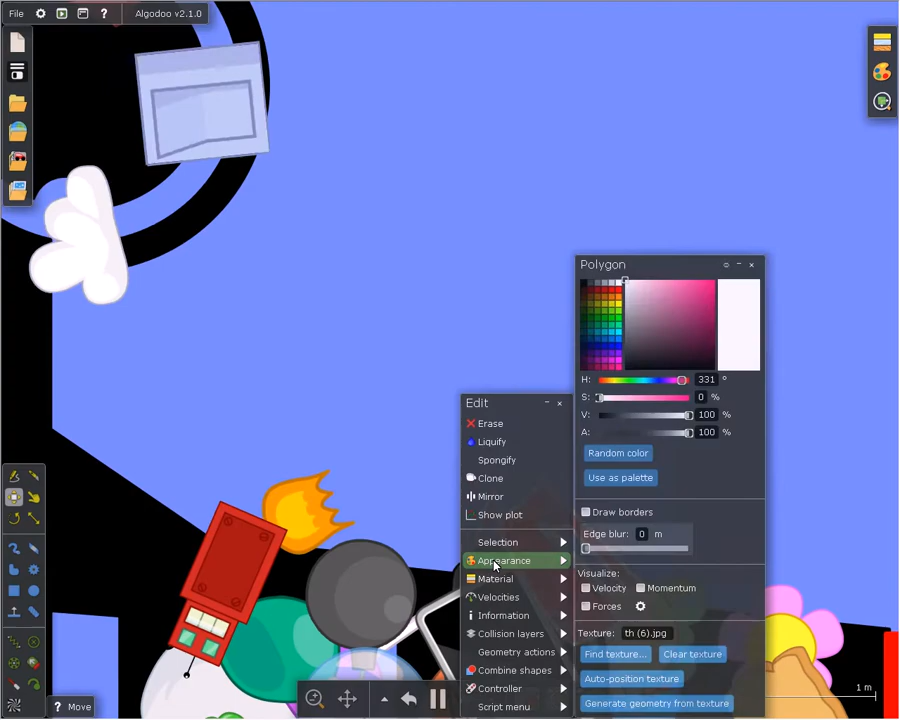 File
?
Algodoo v2.1.0
Polygon
H: 331 °
S: 0 %
V: 100 %
A: 100 %
Random color
Use as palette
Draw borders
Edge blur: 0 m
Visualize:
Velocity
Momentum
Forces
Texture: th (6).jpg
Find texture...
Clear texture
Auto-position texture
Generate geometry from texture
Edit
Erase
Liquify
Spongify
Clone
Mirror
Show plot
Selection
Appearance
Material
Velocities
Information
Collision layers
Geometry actions
Combine shapes
Controller
Script menu
? Move
1 m